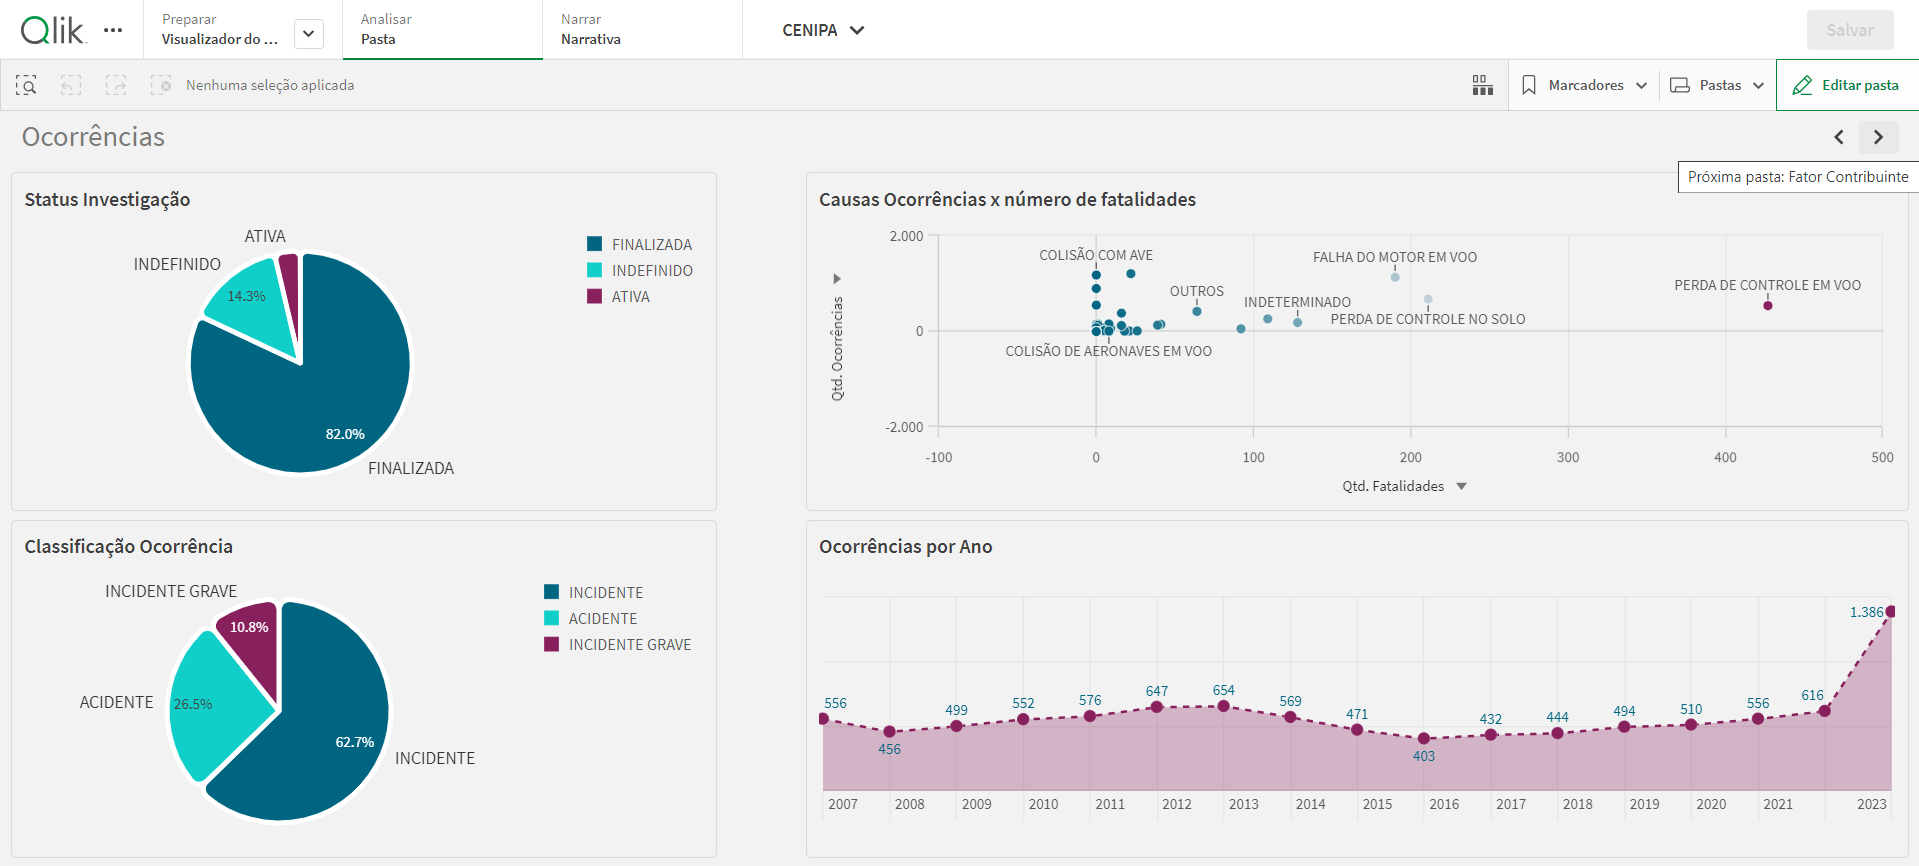 Qlik
Preparar
Visualizador do ...
Analisar
Pasta
Narrar
Narrativa
CENIPA
Salvar
Nenhuma seleção aplicada
Marcadores
Pastas
Editar pasta
Ocorrências
Próxima pasta: Fator Contribuinte
Status Investigação
ATIVA
INDEFINIDO
14.3%
82.0%
FINALIZADA
FINALIZADA
INDEFINIDO
ATIVA
Causas Ocorrências x número de fatalidades
Qtd. Ocorrências
2.000
0
-2.000
COLISÃO COM AVE
FALHA DO MOTOR EM VOO
PERDA DE CONTROLE EM VOO
OUTROS
INDETERMINADO
PERDA DE CONTROLE NO SOLO
COLISÃO DE AERONAVES EM VOO
-100 0 100 200 300 400 500
Qtd. Fatalidades
Classificação Ocorrência
INCIDENTE GRAVE
10.8%
ACIDENTE
26.5%
62.7%
INCIDENTE
INCIDENTE
ACIDENTE
INCIDENTE GRAVE
Ocorrências por Ano
556 456 499 552 576 647 654 569 471 403 432 444 494 510 556 616 1.386
2007 2008 2009 2010 2011 2012 2013 2014 2015 2016 2017 2018 2019 2020 2021 2023